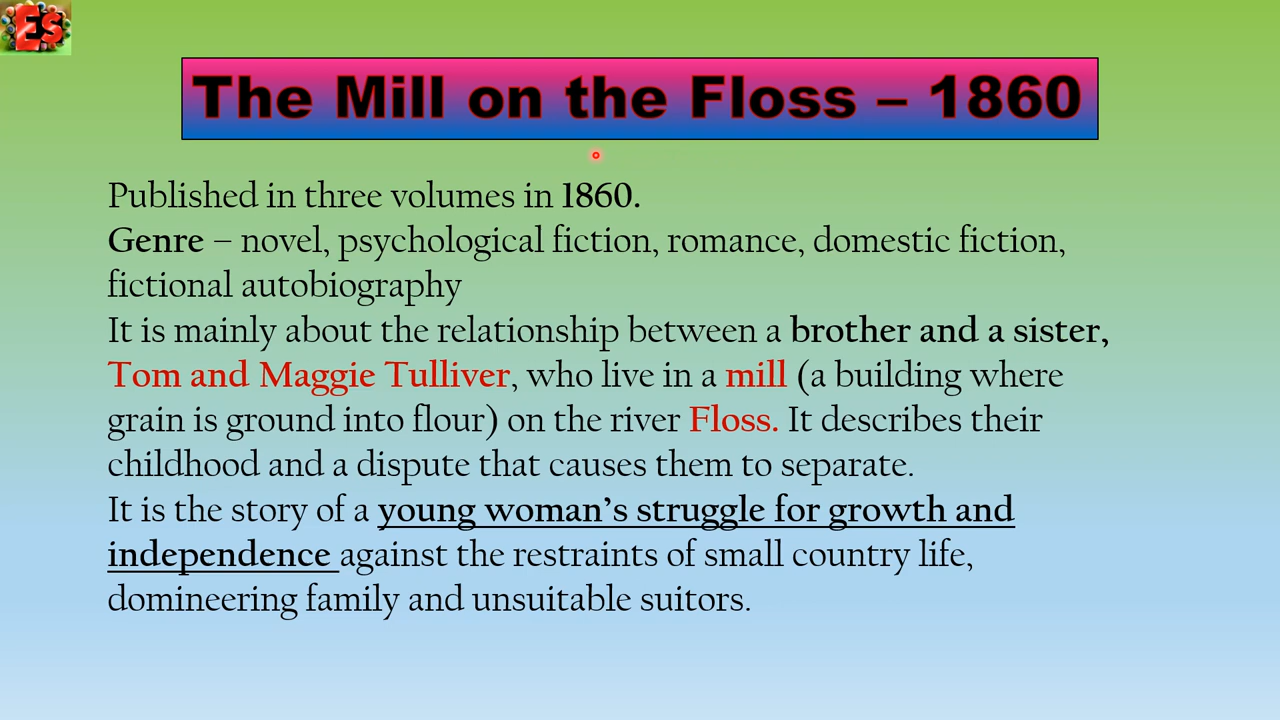 ES
The Mill on the Floss – 1860
Published in three volumes in 1860.
Genre – novel, psychological fiction, romance, domestic fiction,
fictional autobiography
It is mainly about the relationship between a brother and a sister,
Tom and Maggie Tulliver, who live in a mill (a building where
grain is ground into flour) on the river Floss. It describes their
childhood and a dispute that causes them to separate.
It is the story of a young woman’s struggle for growth and
independence against the restraints of small country life,
domineering family and unsuitable suitors.